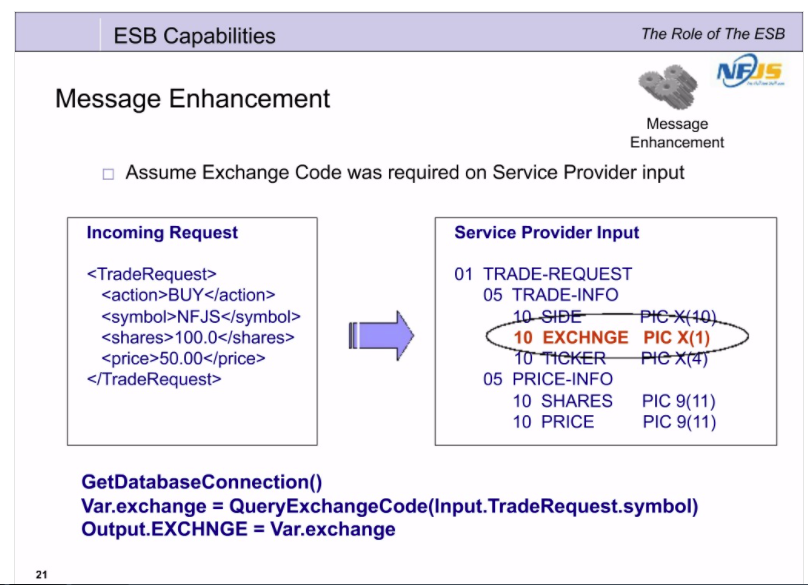 ESB Capabilities
The Role of The ESB
NFJS
Message Enhancement
Message
Enhancement
Assume Exchange Code was required on Service Provider input
Incoming Request
<TradeRequest>
<action>BUY</action>
<symbol>NFJS</symbol>
<shares>100.0</shares>
<price>50.00</price>
</TradeRequest>
Service Provider Input
01 TRADE-REQUEST
05 TRADE-INFO
10 SIDE PIC X(10)
10 EXCHNGE PIC X(1)
10 TICKER PIC X(4)
05 PRICE-INFO
10 SHARES PIC 9(11)
10 PRICE PIC 9(11)
GetDatabaseConnection()
Var.exchange = QueryExchangeCode(Input.TradeRequest.symbol)
Output.EXCHNGE = Var.exchange
21